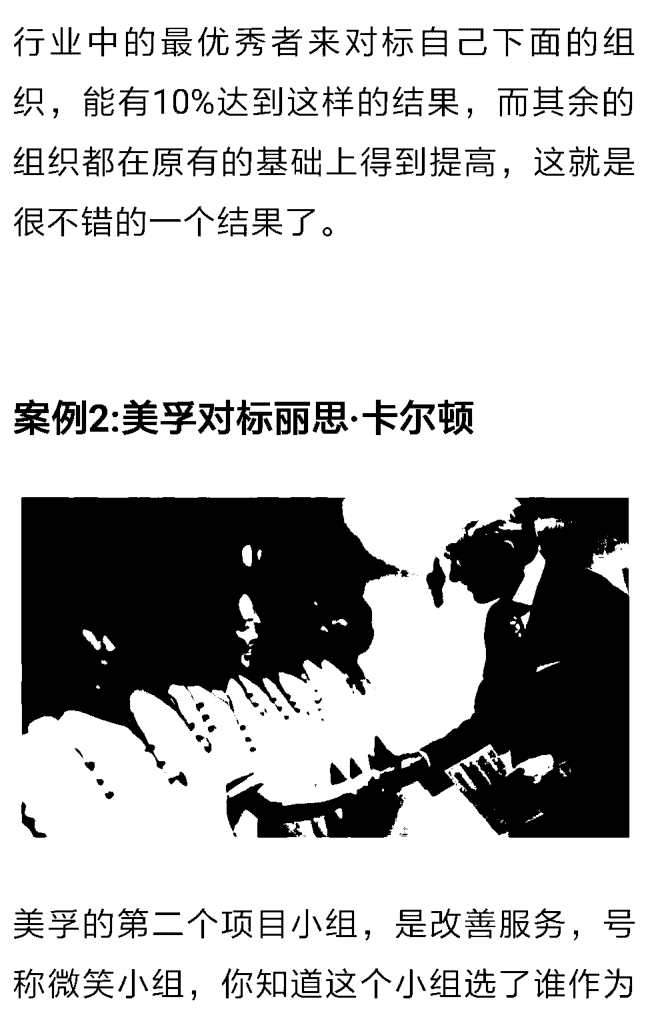 行业中的最优秀者来对标自己下面的组
织，能有10%达到这样的结果，而其余的
组织都在原有的基础上得到提高，这就是
很不错的一个结果了。
案例2:美孚对标丽思·卡尔顿
美孚的第二个项目小组，是改善服务，号
称微笑小组，你知道这个小组选了谁作为